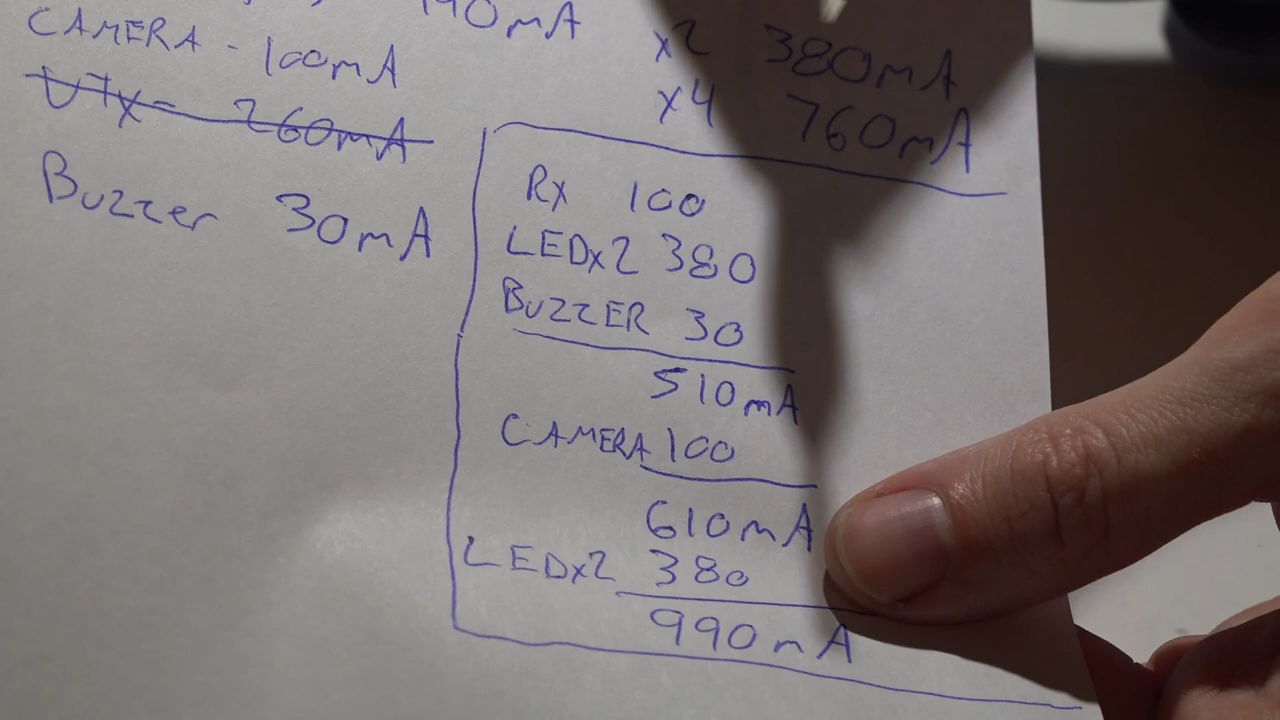 190mA
CAMERA - 100mA
VTx - 260mA
Buzzer 30mA
x2 380mA
x4 760mA
Rx 100
LEDx2 380
BUZZER 30
510mA
CAMERA 100
610mA
LEDx2 380
990mA